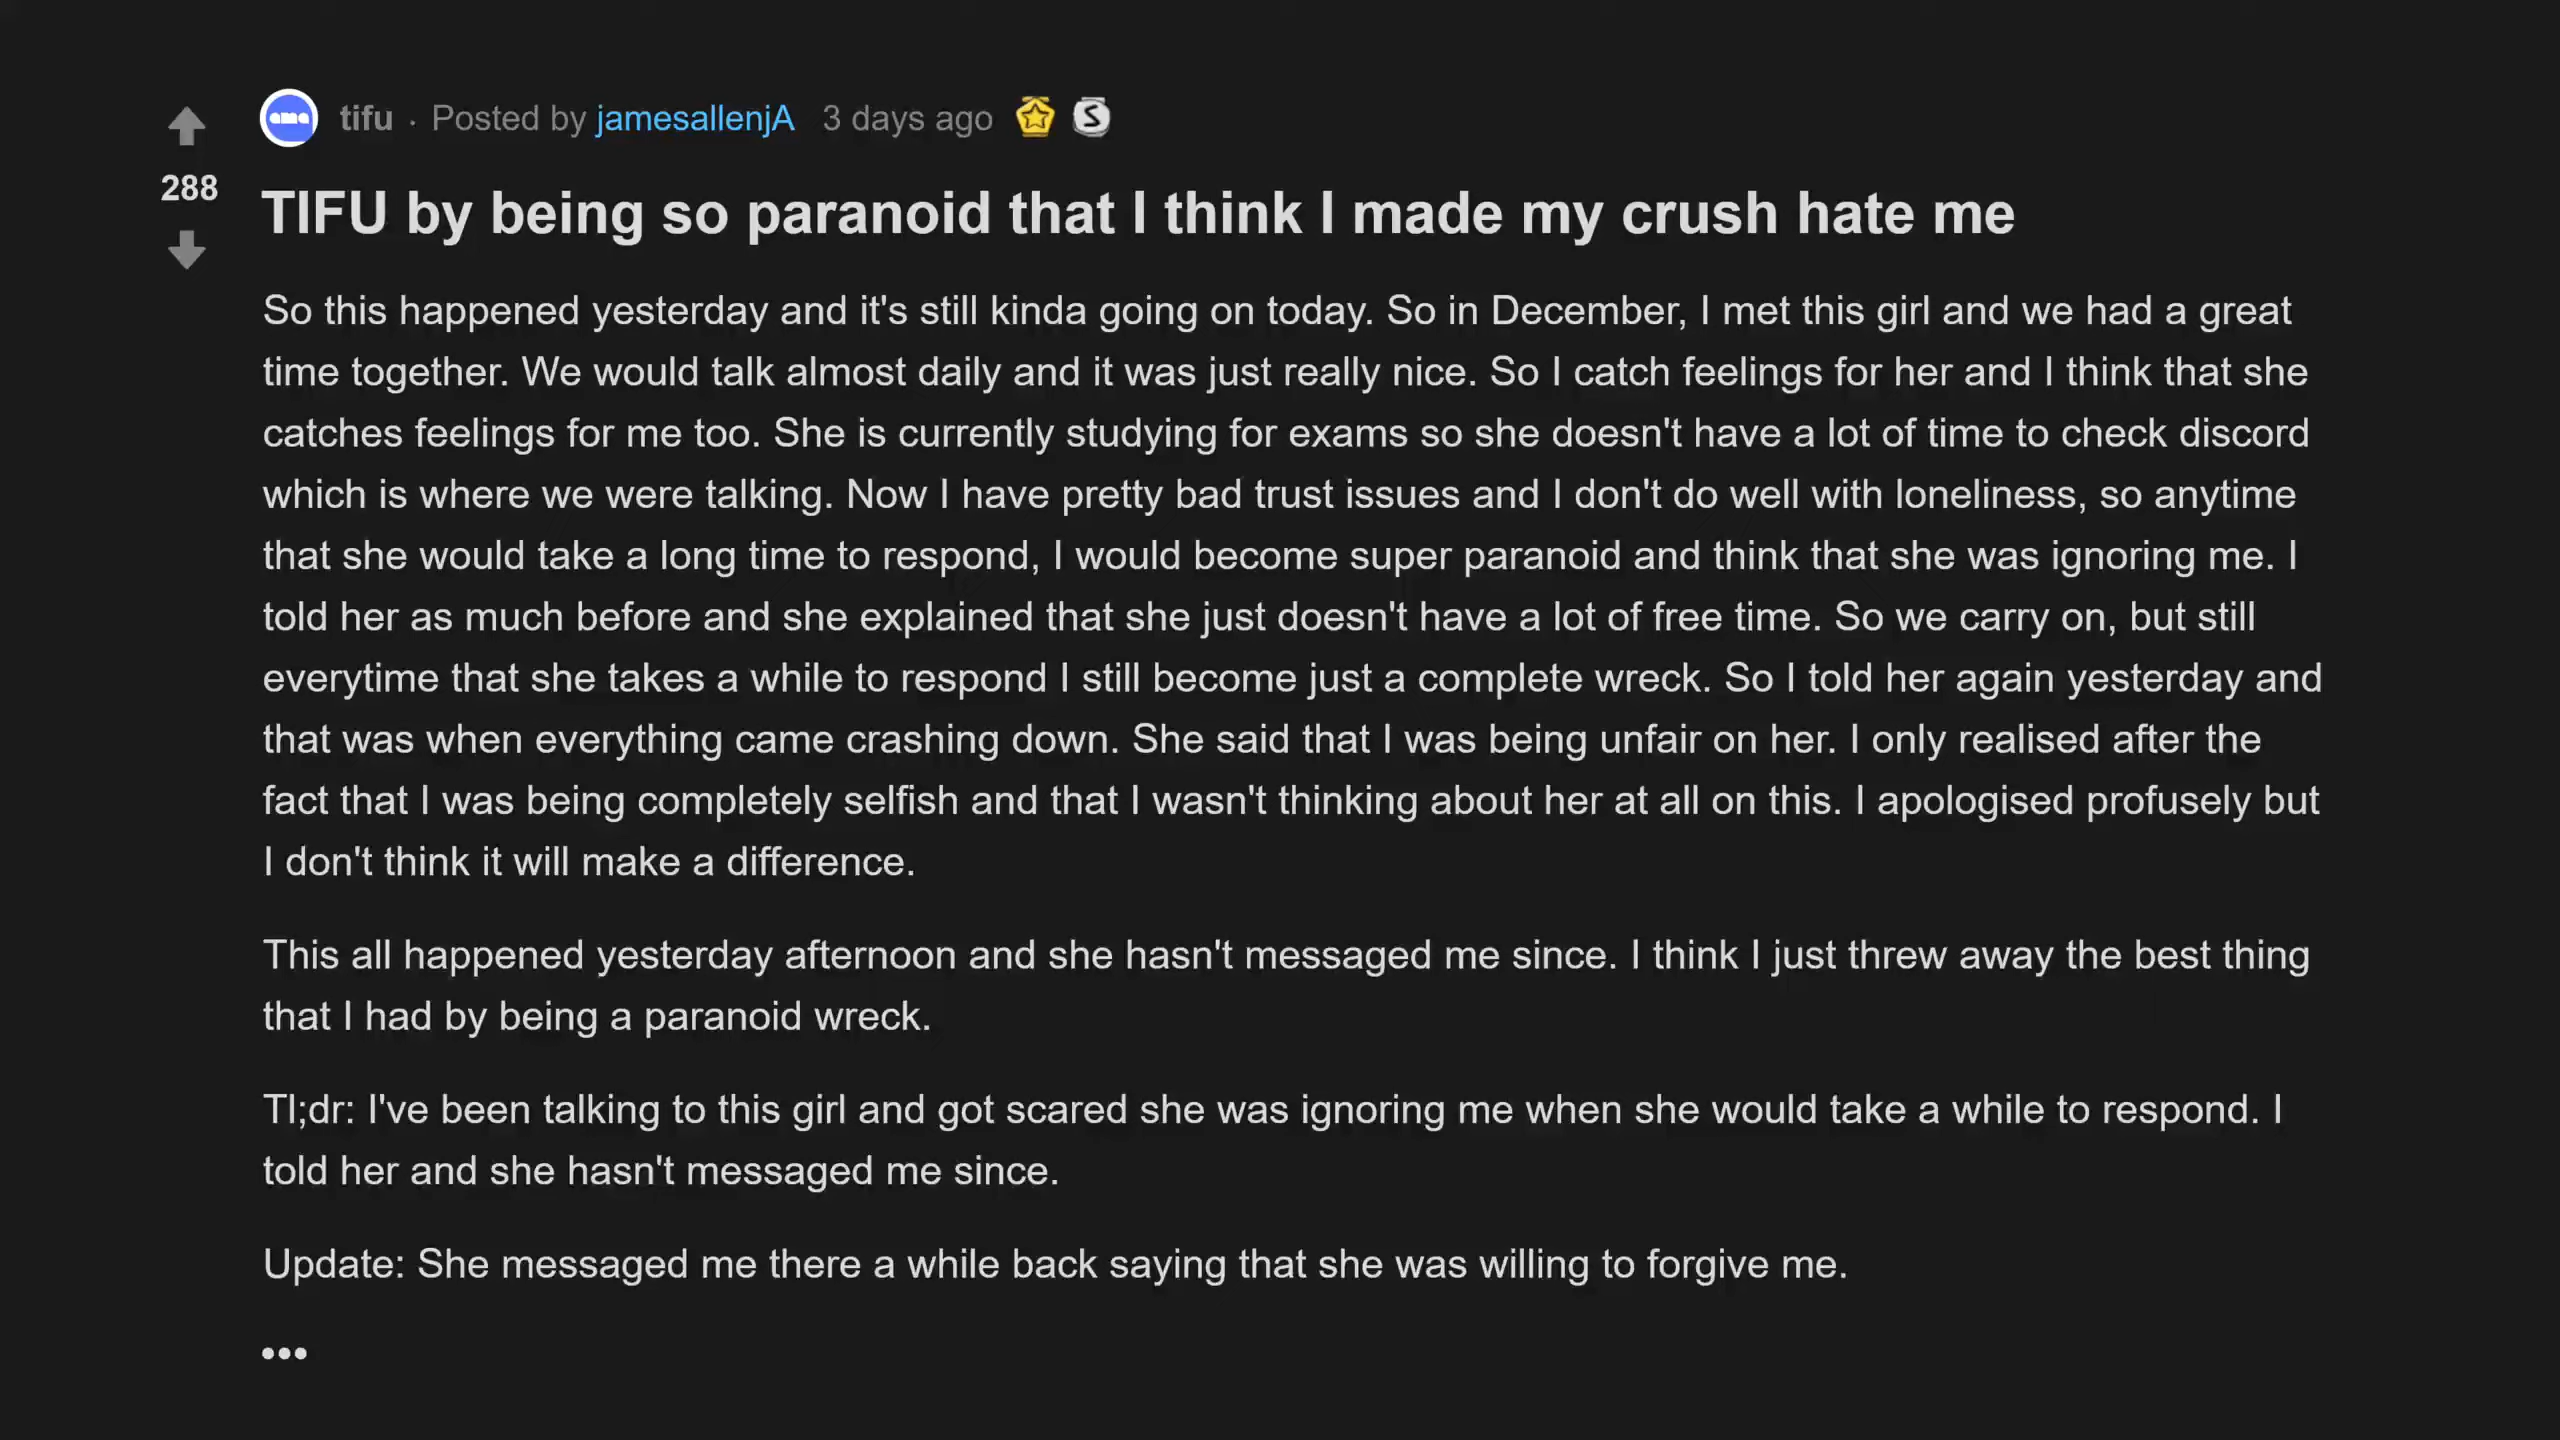 tifu · Posted by jamesallenjA 3 days ago
288
TIFU by being so paranoid that I think I made my crush hate me
So this happened yesterday and it's still kinda going on today. So in December, I met this girl and we had a great
time together. We would talk almost daily and it was just really nice. So I catch feelings for her and I think that she
catches feelings for me too. She is currently studying for exams so she doesn't have a lot of time to check discord
which is where we were talking. Now I have pretty bad trust issues and I don't do well with loneliness, so anytime
that she would take a long time to respond, I would become super paranoid and think that she was ignoring me. I
told her as much before and she explained that she just doesn't have a lot of free time. So we carry on, but still
everytime that she takes a while to respond I still become just a complete wreck. So I told her again yesterday and
that was when everything came crashing down. She said that I was being unfair on her. I only realised after the
fact that I was being completely selfish and that I wasn't thinking about her at all on this. I apologised profusely but
I don't think it will make a difference.
This all happened yesterday afternoon and she hasn't messaged me since. I think I just threw away the best thing
that I had by being a paranoid wreck.
Tl;dr: I've been talking to this girl and got scared she was ignoring me when she would take a while to respond. I
told her and she hasn't messaged me since.
Update: She messaged me there a while back saying that she was willing to forgive me.
•••